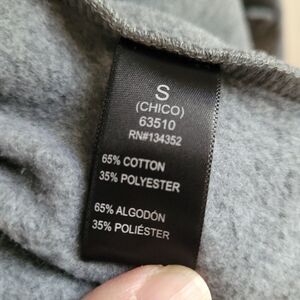 S
(CHICO)
63510
RN#134352
65% COTTON
35% POLYESTER
65% ALGODÓN
35% POLIÉSTER